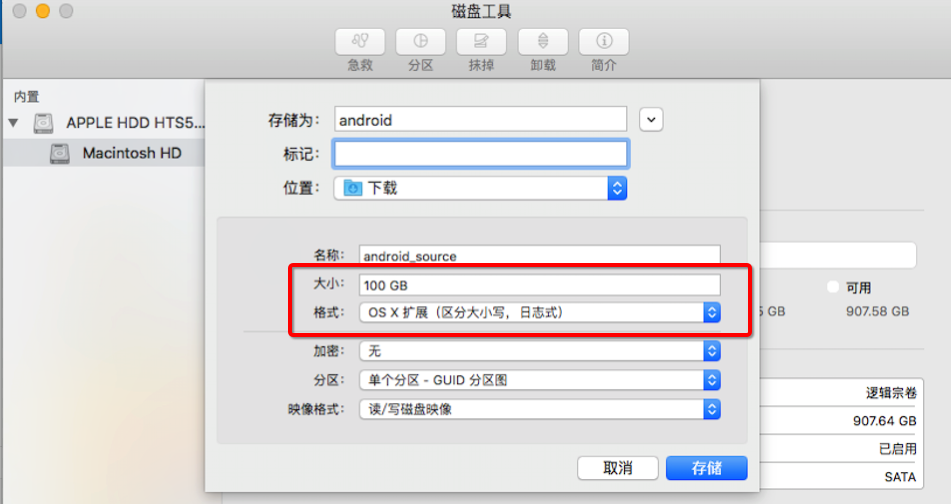 磁盘工具
急救 分区 抹掉 卸载 简介
内置
APPLE HDD HTS5...
Macintosh HD
存储为: android
标记:
位置: 下载
名称: android_source
大小: 100 GB
格式: OS X 扩展（区分大小写，日志式）
加密: 无
分区: 单个分区 - GUID 分区图
映像格式: 读/写磁盘映像
取消 存储
可用
GB 907.58 GB
逻辑宗卷
907.64 GB
已启用
SATA